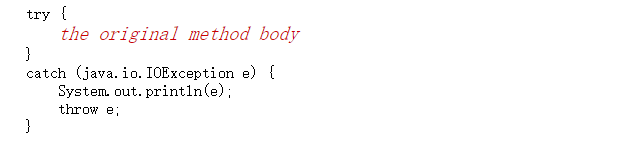 try {
    the original method body
}
catch (java.io.IOException e) {
    System.out.println(e);
    throw e;
}